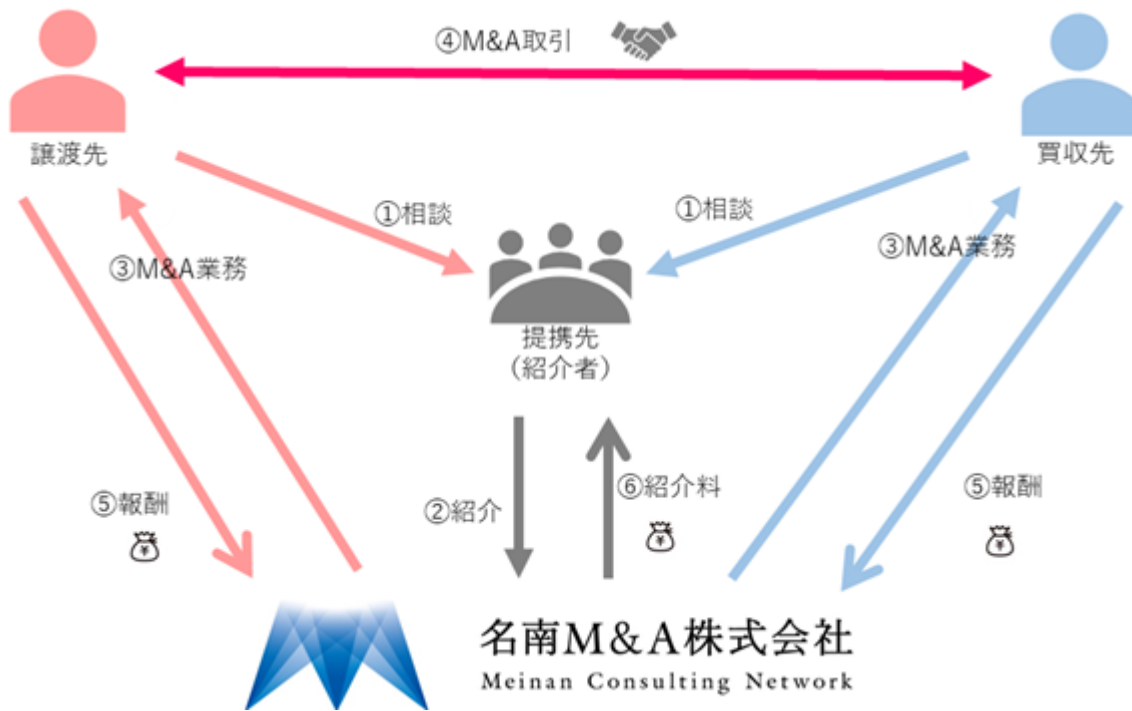 ④M&A取引
譲渡先
買収先
①相談
①相談
③M&A業務
③M&A業務
提携先
（紹介者）
⑤報酬
②紹介
⑥紹介料
⑤報酬
¥
¥
¥
名南M&A株式会社
Meinan Consulting Network